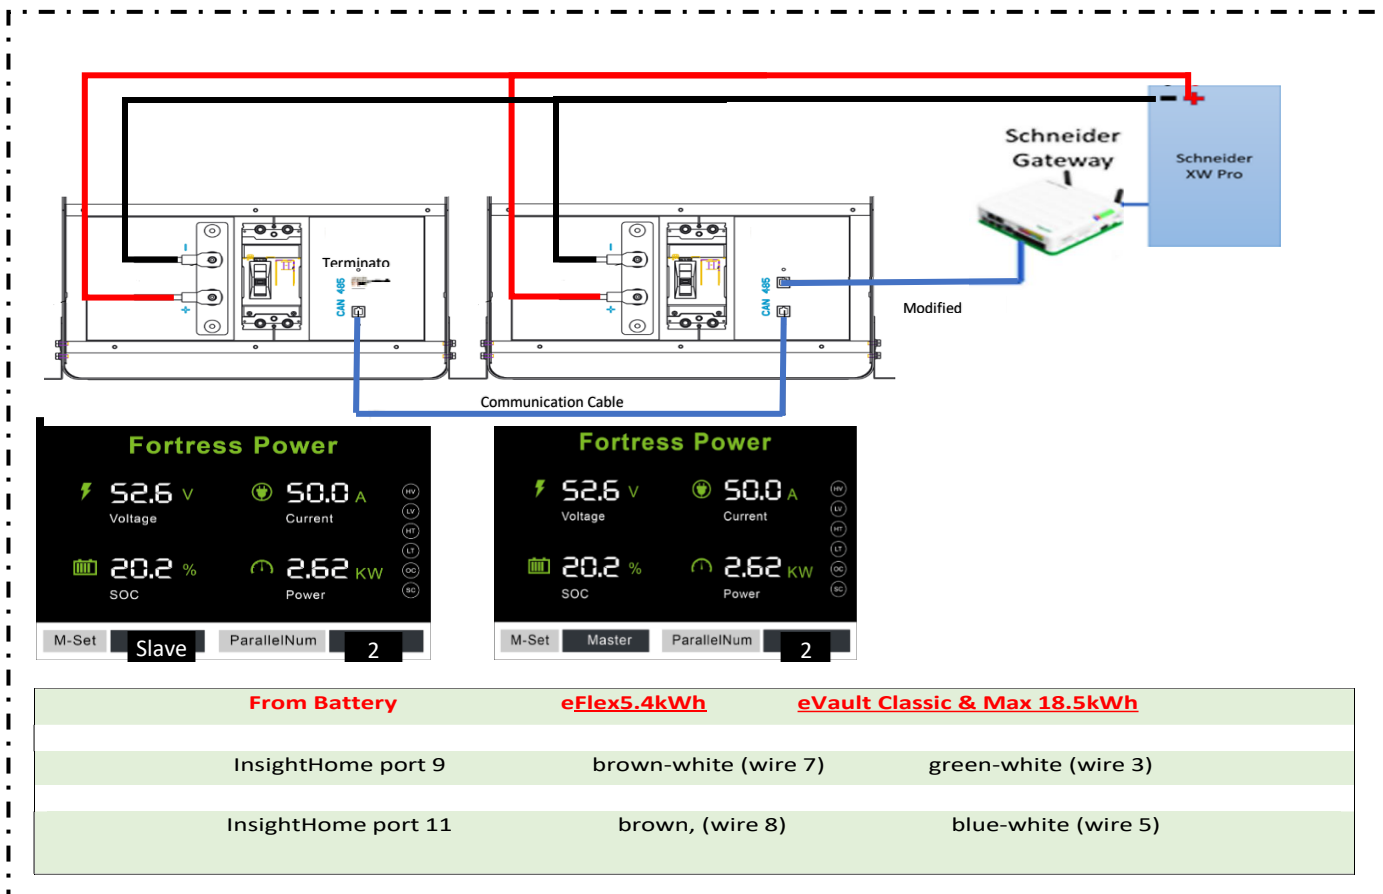 Schneider
Gateway
Schneider
XW Pro
Terminato
CAN 485
CAN 485
Modified
Communication Cable
Fortress Power
52.6 V
50.0 A
Voltage
Current
20.2 %
2.62 KW
SOC
Power
HV
LV
HT
LT
OC
SC
M-Set
Slave
ParallelNum
2
Fortress Power
52.6 V
50.0 A
Voltage
Current
20.2 %
2.62 KW
SOC
Power
HV
LV
HT
LT
OC
SC
M-Set
Master
ParallelNum
2
From Battery eFlex5.4kWh eVault Classic & Max 18.5kWh
InsightHome port 9 brown-white (wire 7) green-white (wire 3)
InsightHome port 11 brown, (wire 8) blue-white (wire 5)